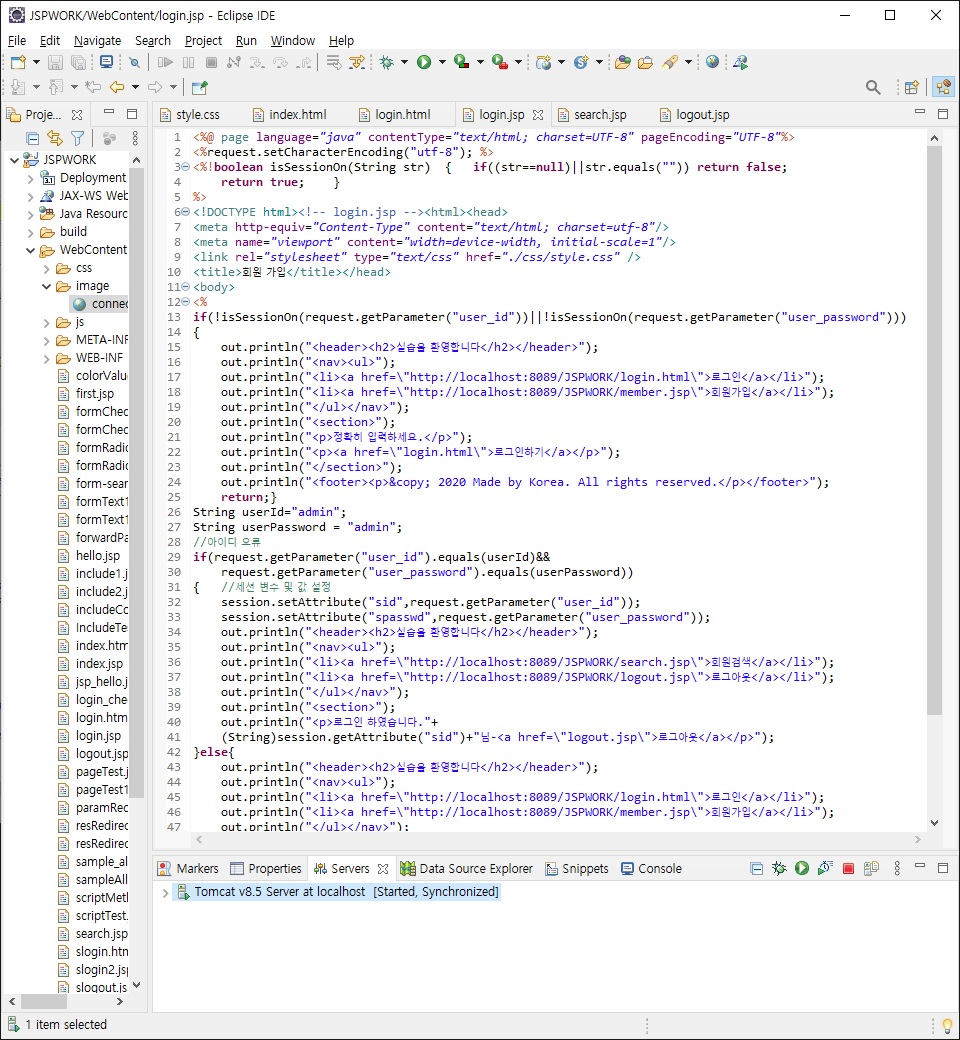 JSPWORK/WebContent/login.jsp - Eclipse IDE
File Edit Navigate Search Project Run Window Help
Proje...
style.css index.html login.html login.jsp search.jsp logout.jsp
JSPWORK
Deployment
JAX-WS Web
Java Resourc
build
WebContent
css
image
connec
js
META-INF
WEB-INF
colorValue
first.jsp
formChec
formChec
formRadio
formRadio
form-sear
formText1
formText1
forwardPa
hello.jsp
include1.j
include2.j
includeCo
IncludeTe
index.htm
index.jsp
jsp_hello.j
login_che
login.htm
login.jsp
logout.jsp
pageTest.j
pageTest1
paramRec
resRedirec
resRedirec
sample_al
sampleAll
scriptMetl
scriptTest.
search.jsp
slogin.htn
slogin2.jsp
slogout.js
1 <%@ page language="java" contentType="text/html; charset=UTF-8" pageEncoding="UTF-8"%>
2 <%request.setCharacterEncoding("utf-8"); %>
3 <%!boolean isSessionOn(String str) { if((str==null)||str.equals("")) return false;
4 return true; }
5 %>
6 <!DOCTYPE html><!-- login.jsp --><html><head>
7 <meta http-equiv="Content-Type" content="text/html; charset=utf-8"/>
8 <meta name="viewport" content="width=device-width, initial-scale=1"/>
9 <link rel="stylesheet" type="text/css" href="./css/style.css" />
10 <title>회원 가입</title></head>
11 <body>
12 <%
13 if(!isSessionOn(request.getParameter("user_id"))||!isSessionOn(request.getParameter("user_password")))
14 {
15 out.println("<header><h2>실습을 환영합니다</h2></header>");
16 out.println("<nav><ul>");
17 out.println("<li><a href=\"http://localhost:8089/JSPWORK/login.html\">로그인</a></li>");
18 out.println("<li><a href=\"http://localhost:8089/JSPWORK/member.jsp\">회원가입</a></li>");
19 out.println("</ul></nav>");
20 out.println("<section>");
21 out.println("<p>정확히 입력하세요.</p>");
22 out.println("<p><a href=\"login.html\">로그인하기</a></p>");
23 out.println("</section>");
24 out.println("<footer><p>&copy; 2020 Made by Korea. All rights reserved.</p></footer>");
25 return;}
26 String userId="admin";
27 String userPassword = "admin";
28 //아이디 오류
29 if(request.getParameter("user_id").equals(userId)&&
30 request.getParameter("user_password").equals(userPassword))
31 { //세션 변수 및 값 설정
32 session.setAttribute("sid",request.getParameter("user_id"));
33 session.setAttribute("spasswd",request.getParameter("user_password"));
34 out.println("<header><h2>실습을 환영합니다</h2></header>");
35 out.println("<nav><ul>");
36 out.println("<li><a href=\"http://localhost:8089/JSPWORK/search.jsp\">회원검색</a></li>");
37 out.println("<li><a href=\"http://localhost:8089/JSPWORK/logout.jsp\">로그아웃</a></li>");
38 out.println("</ul></nav>");
39 out.println("<section>");
40 out.println("<p>로그인 하였습니다."+
41 (String)session.getAttribute("sid")+"님-<a href=\"logout.jsp\">로그아웃</a></p>");
42 }else{
43 out.println("<header><h2>실습을 환영합니다</h2></header>");
44 out.println("<nav><ul>");
45 out.println("<li><a href=\"http://localhost:8089/JSPWORK/login.html\">로그인</a></li>");
46 out.println("<li><a href=\"http://localhost:8089/JSPWORK/member.jsp\">회원가입</a></li>");
47 out.println("</ul></nav>");
Markers Properties Servers Data Source Explorer Snippets Console
Tomcat v8.5 Server at localhost [Started, Synchronized]
1 item selected